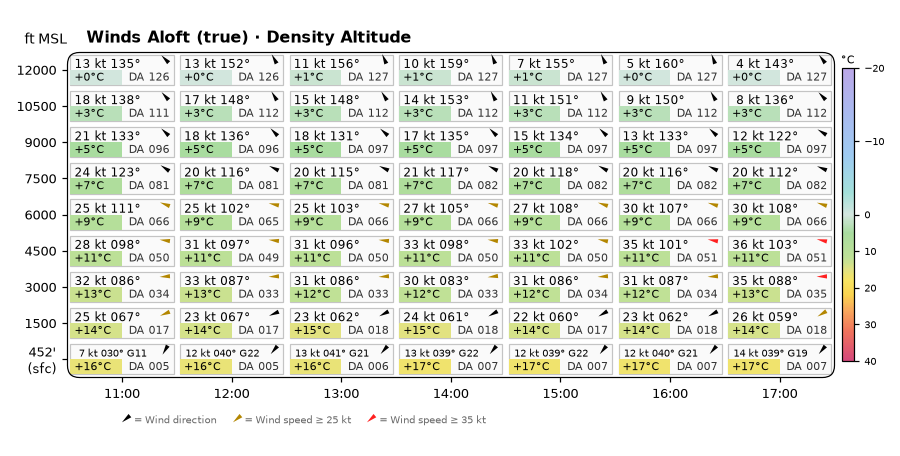 ft MSL Winds Aloft (true) · Density Altitude
°C
12000 13 kt 135° 13 kt 152° 11 kt 156° 10 kt 159° 7 kt 155° 5 kt 160° 4 kt 143°
+0°C DA 126 +0°C DA 126 +1°C DA 127 +1°C DA 127 +1°C DA 127 +0°C DA 127 +0°C DA 127
10500 18 kt 138° 17 kt 148° 15 kt 148° 14 kt 153° 11 kt 151° 9 kt 150° 8 kt 136°
+3°C DA 111 +3°C DA 112 +3°C DA 112 +3°C DA 112 +3°C DA 112 +3°C DA 112 +3°C DA 112
9000 21 kt 133° 18 kt 136° 18 kt 131° 17 kt 135° 15 kt 134° 13 kt 133° 12 kt 122°
+5°C DA 096 +5°C DA 096 +5°C DA 097 +5°C DA 097 +5°C DA 097 +5°C DA 097 +5°C DA 097
7500 24 kt 123° 20 kt 116° 20 kt 115° 21 kt 117° 20 kt 118° 20 kt 116° 20 kt 112°
+7°C DA 081 +7°C DA 081 +7°C DA 081 +7°C DA 082 +7°C DA 082 +7°C DA 082 +7°C DA 082
6000 25 kt 111° 25 kt 102° 25 kt 103° 27 kt 105° 27 kt 108° 30 kt 107° 30 kt 108°
+9°C DA 066 +9°C DA 065 +9°C DA 066 +9°C DA 066 +9°C DA 066 +9°C DA 066 +9°C DA 066
4500 28 kt 098° 31 kt 097° 31 kt 096° 33 kt 098° 33 kt 102° 35 kt 101° 36 kt 103°
+11°C DA 050 +11°C DA 049 +11°C DA 050 +11°C DA 050 +11°C DA 050 +11°C DA 051 +11°C DA 051
3000 32 kt 086° 33 kt 087° 31 kt 086° 30 kt 083° 31 kt 086° 31 kt 087° 35 kt 088°
+13°C DA 034 +13°C DA 033 +12°C DA 033 +12°C DA 033 +12°C DA 034 +12°C DA 034 +13°C DA 035
1500 25 kt 067° 23 kt 067° 23 kt 062° 24 kt 061° 22 kt 060° 23 kt 062° 26 kt 059°
+14°C DA 017 +14°C DA 017 +15°C DA 018 +15°C DA 018 +14°C DA 017 +14°C DA 018 +14°C DA 018
452' 7 kt 030° G11 12 kt 040° G22 13 kt 041° G21 13 kt 039° G22 12 kt 039° G22 12 kt 040° G21 14 kt 039° G19
(sfc) +16°C DA 005 +16°C DA 005 +16°C DA 006 +17°C DA 007 +17°C DA 007 +17°C DA 007 +17°C DA 007
11:00 12:00 13:00 14:00 15:00 16:00 17:00
= Wind direction = Wind speed ≥ 25 kt = Wind speed ≥ 35 kt
−20
−10
0
10
20
30
40